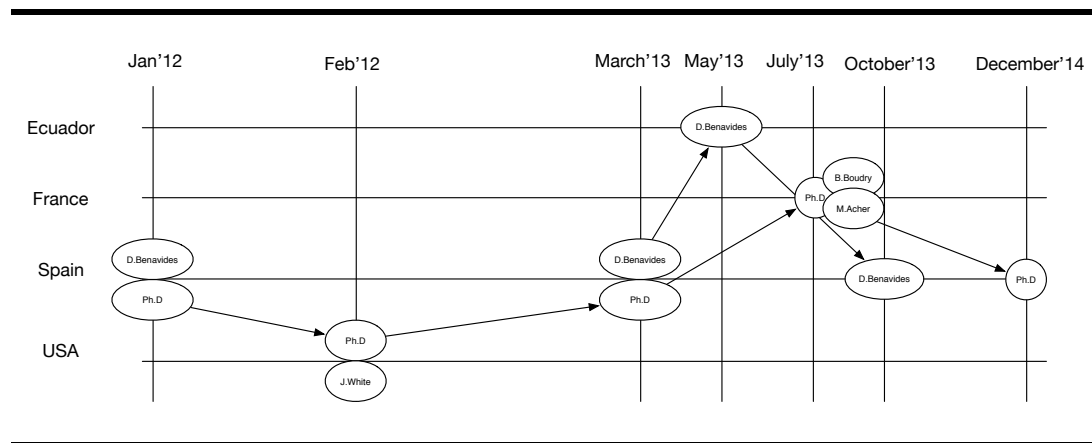 Jan'12
Feb'12
March'13
May'13
July'13
October'13
December'14
Ecuador
D.Benavides
France
B.Boudry
Ph.D
M.Acher
Spain
D.Benavides
D.Benavides
D.Benavides
Ph.D
Ph.D
Ph.D
USA
Ph.D
J.White